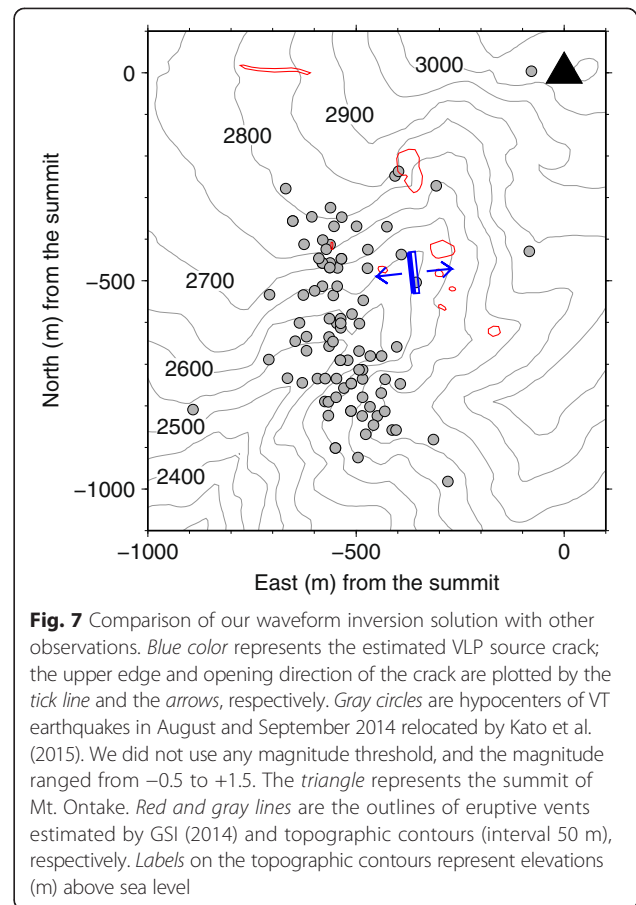 0
3000
2900
2800
−500
2700
2600
2500
2400
−1000
North (m) from the summit
−1000
−500
0
East (m) from the summit
Fig. 7 Comparison of our waveform inversion solution with other
observations. Blue color represents the estimated VLP source crack;
the upper edge and opening direction of the crack are plotted by the
tick line and the arrows, respectively. Gray circles are hypocenters of VT
earthquakes in August and September 2014 relocated by Kato et al.
(2015). We did not use any magnitude threshold, and the magnitude
ranged from −0.5 to +1.5. The triangle represents the summit of
Mt. Ontake. Red and gray lines are the outlines of eruptive vents
estimated by GSI (2014) and topographic contours (interval 50 m),
respectively. Labels on the topographic contours represent elevations
(m) above sea level